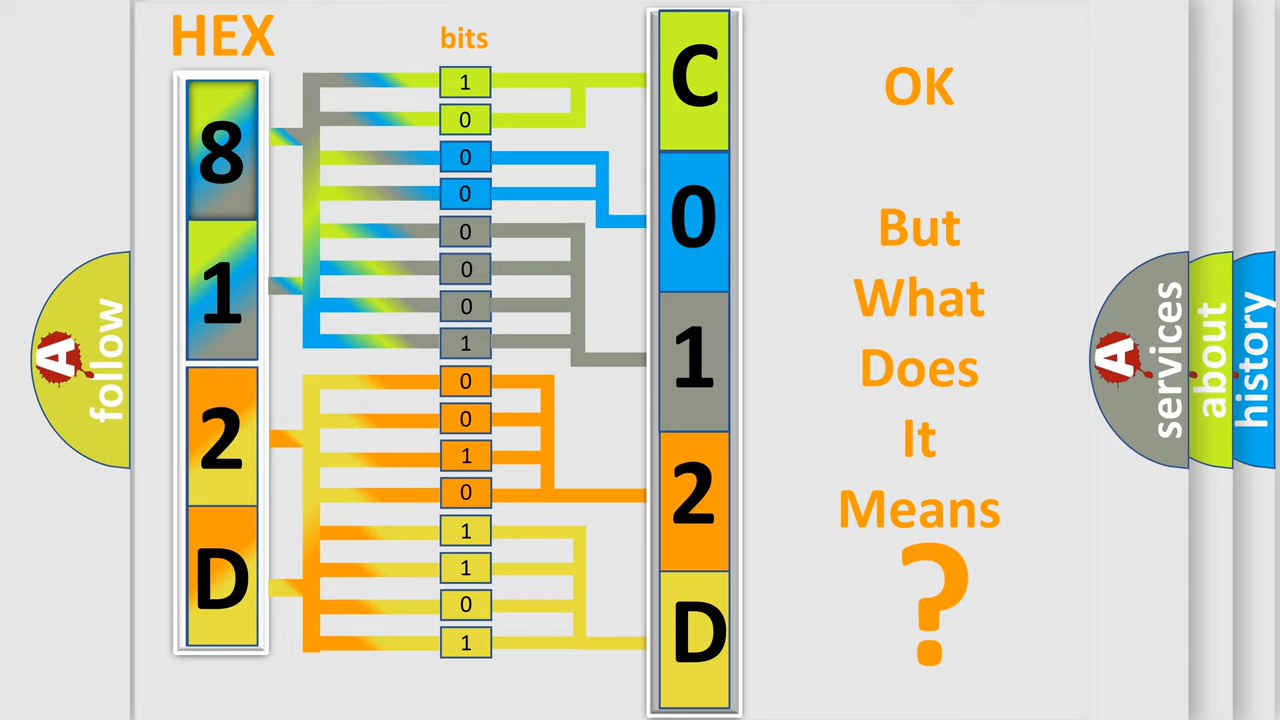 HEX
bits
8
1
2
D
1
0
0
0
0
0
0
1
0
0
1
0
1
1
0
1
C
0
1
2
D
OK
But
What
Does
It
Means
?
A
follow
A
services
about
history